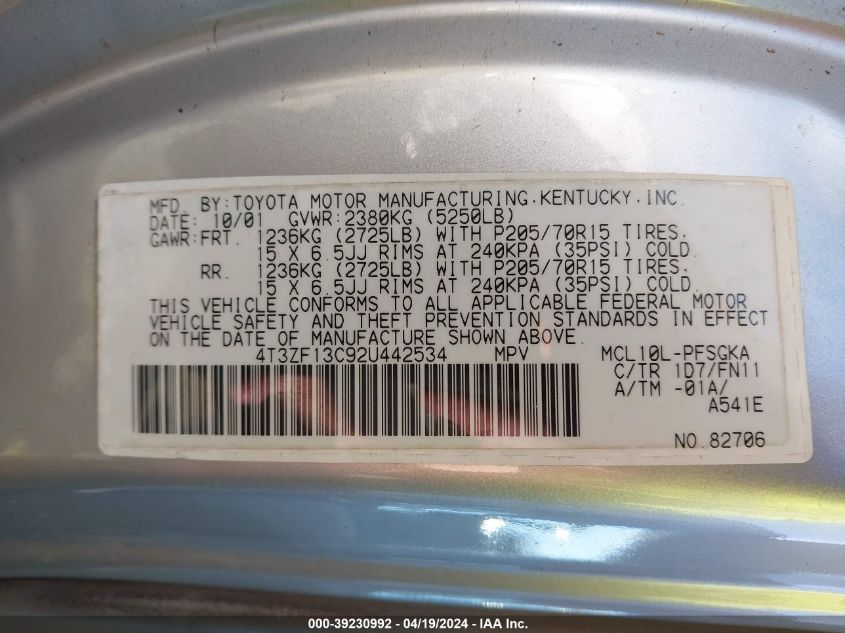 MFD. BY:TOYOTA MOTOR MANUFACTURING.KENTUCKY.INC.
DATE: 10/01 GVWR:2380KG (5250LB)
GAWR:FRT. 1236KG (2725LB) WITH P205/70R15 TIRES.
15 X 6.5JJ RIMS AT 240KPA (35PSI) COLD.
RR. 1236KG (2725LB) WITH P205/70R15 TIRES.
15 X 6.5JJ RIMS AT 240KPA (35PSI) COLD.
THIS VEHICLE CONFORMS TO ALL APPLICABLE FEDERAL MOTOR
VEHICLE SAFETY AND THEFT PREVENTION STANDARDS IN EFFECT
ON THE DATE OF MANUFACTURE SHOWN ABOVE.
4T3ZF13C92U442534 MPV MCL10L-PFSGKA
C/TR 1D7/FN11
A/TM -01A/
A541E
NO.82706
000-39230992 - 04/19/2024 - IAA Inc.